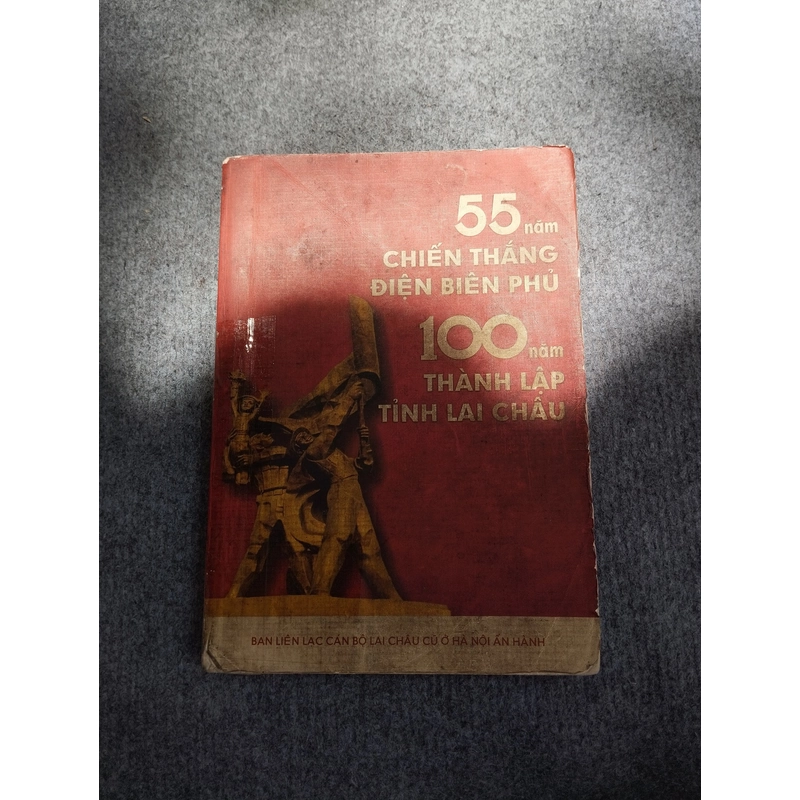 55 năm
CHIẾN THẮNG
ĐIỆN BIÊN PHỦ
100 năm
THÀNH LẬP
TỈNH LAI CHÂU
BAN LIÊN LẠC CÁN BỘ LAI CHÂU CŨ Ở HÀ NỘI ẤN HÀNH